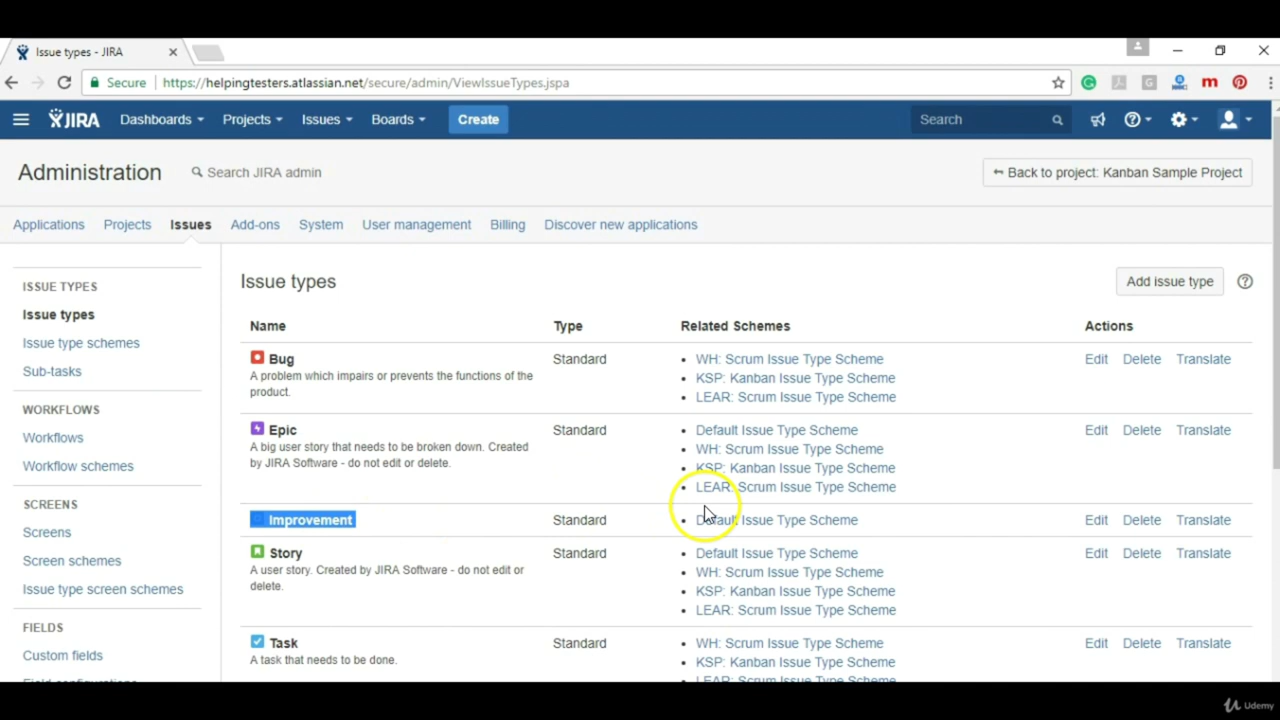 Issue types - JIRA
Secure https://helpingtesters.atlassian.net/secure/admin/ViewIssueTypes.jspa
JIRA Dashboards Projects Issues Boards Create Search
Administration Search JIRA admin Back to project: Kanban Sample Project
Applications Projects Issues Add-ons System User management Billing Discover new applications
ISSUE TYPES
Issue types
Issue type schemes
Sub-tasks
WORKFLOWS
Workflows
Workflow schemes
SCREENS
Screens
Screen schemes
Issue type screen schemes
FIELDS
Custom fields
Field configurations
Issue types Add issue type
Name Type Related Schemes Actions
Bug Standard
A problem which impairs or prevents the functions of the
product.
• WH: Scrum Issue Type Scheme
• KSP: Kanban Issue Type Scheme
• LEAR: Scrum Issue Type Scheme
Edit Delete Translate
Epic Standard
A big user story that needs to be broken down. Created
by JIRA Software - do not edit or delete.
• Default Issue Type Scheme
• WH: Scrum Issue Type Scheme
• KSP: Kanban Issue Type Scheme
• LEAR: Scrum Issue Type Scheme
Edit Delete Translate
Improvement Standard
• Default Issue Type Scheme
Edit Delete Translate
Story Standard
A user story. Created by JIRA Software - do not edit or
delete.
• Default Issue Type Scheme
• WH: Scrum Issue Type Scheme
• KSP: Kanban Issue Type Scheme
• LEAR: Scrum Issue Type Scheme
Edit Delete Translate
Task Standard
A task that needs to be done.
• WH: Scrum Issue Type Scheme
• KSP: Kanban Issue Type Scheme
• LEAR: Scrum Issue Type Scheme
Edit Delete Translate
Udemy